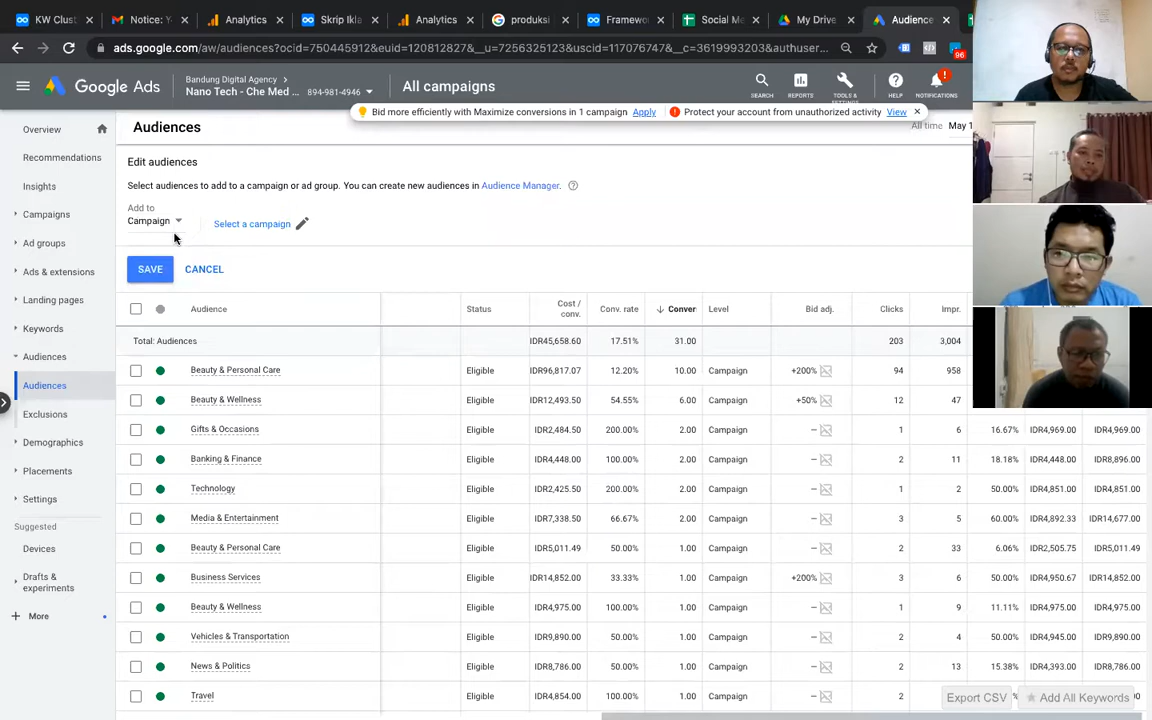 KW Clust
Notice: Y
Analytics
Skrip Ikla
Analytics
produksi
Framewo
Social Me
My Drive
Audience
ads.google.com/aw/audiences?ocid=750445912&euid=120812827&__u=7256325123&uscid=117076747&__c=3619993203&authuser...
96
Google Ads
Bandung Digital Agency
Nano Tech - Che Med ...
894-981-4946
All campaigns
SEARCH
REPORTS
TOOLS &
SETTINGS
HELP
NOTIFICATIONS
Bid more efficiently with Maximize conversions in 1 campaign Apply
Protect your account from unauthorized activity View
Overview
Recommendations
Insights
Campaigns
Ad groups
Ads & extensions
Landing pages
Keywords
Audiences
Audiences
Exclusions
Demographics
Placements
Settings
Suggested
Devices
Drafts &
experiments
More
Audiences
All time May 1
Edit audiences
Select audiences to add to a campaign or ad group. You can create new audiences in Audience Manager.
Add to
Campaign
Select a campaign
SAVE CANCEL
Audience Status Cost / conv. Conv. rate Conver Level Bid adj. Clicks Impr.
Total: Audiences IDR45,658.60 17.51% 31.00 203 3,004
Beauty & Personal Care Eligible IDR96,817.07 12.20% 10.00 Campaign +200% 94 958
Beauty & Wellness Eligible IDR12,493.50 54.55% 6.00 Campaign +50% 12 47
Gifts & Occasions Eligible IDR2,484.50 200.00% 2.00 Campaign – 1 6 16.67% IDR4,969.00 IDR4,969.00
Banking & Finance Eligible IDR4,448.00 100.00% 2.00 Campaign – 2 11 18.18% IDR4,448.00 IDR8,896.00
Technology Eligible IDR2,425.50 200.00% 2.00 Campaign – 1 2 50.00% IDR4,851.00 IDR4,851.00
Media & Entertainment Eligible IDR7,338.50 66.67% 2.00 Campaign – 3 5 60.00% IDR4,892.33 IDR14,677.00
Beauty & Personal Care Eligible IDR5,011.49 50.00% 1.00 Campaign – 2 33 6.06% IDR2,505.75 IDR5,011.49
Business Services Eligible IDR14,852.00 33.33% 1.00 Campaign +200% 3 6 50.00% IDR4,950.67 IDR14,852.00
Beauty & Wellness Eligible IDR4,975.00 100.00% 1.00 Campaign – 1 9 11.11% IDR4,975.00 IDR4,975.00
Vehicles & Transportation Eligible IDR9,890.00 50.00% 1.00 Campaign – 2 4 50.00% IDR4,945.00 IDR9,890.00
News & Politics Eligible IDR8,786.00 50.00% 1.00 Campaign – 2 13 15.38% IDR4,393.00 IDR8,786.00
Travel Eligible IDR4,854.00 100.00% 1.00 Campaign – 2
Export CSV Add All Keywords